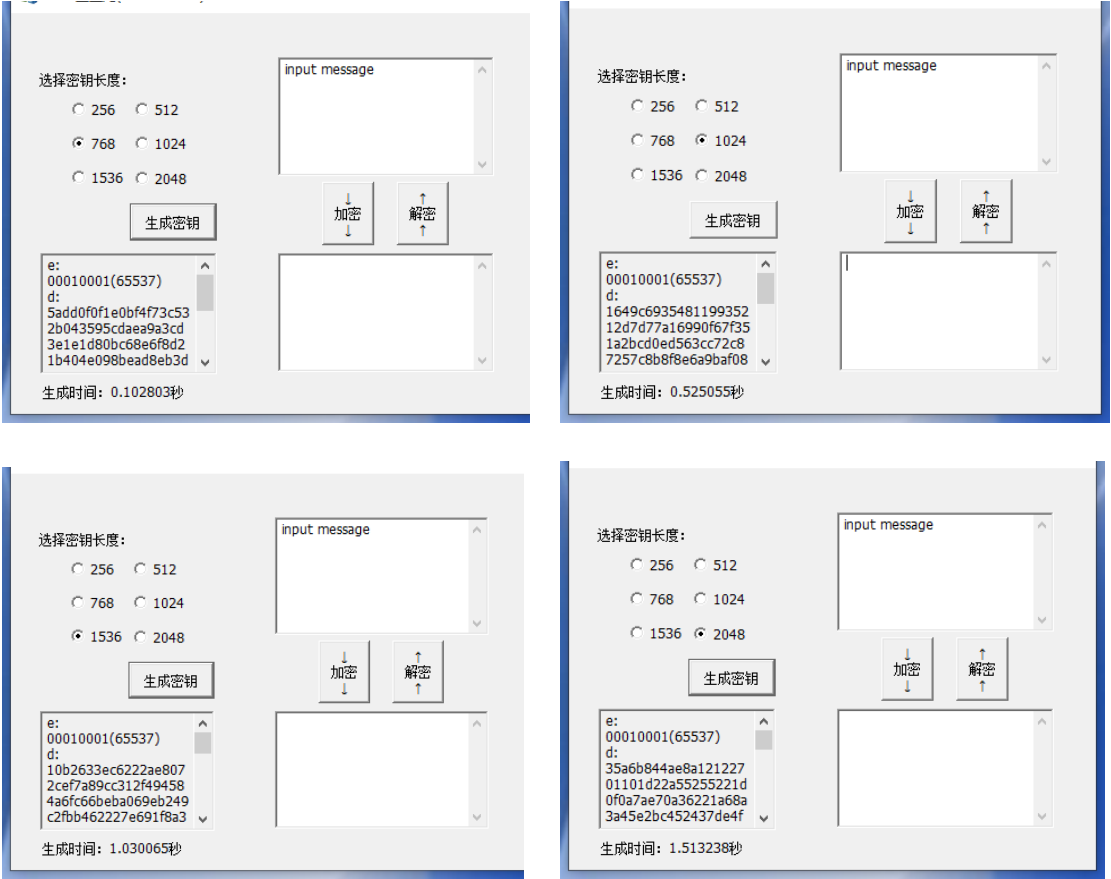 选择密钥长度:
256 512
768 1024
1536 2048
生成密钥
e:
00010001(65537)
d:
5add0f0f1e0bf4f73c53
2b043595cdaea9a3cd
3e1e1d80bc68e6f8d2
1b404e098bead8eb3d
生成时间: 0.102803秒
input message
↓ ↑
加密 解密
↓ ↑
选择密钥长度:
256 512
768 1024
1536 2048
生成密钥
e:
00010001(65537)
d:
1649c6935481199352
12d7d77a16990f67f35
1a2bcd0ed563cc72c8
7257c8b8f8e6a9baf08
生成时间: 0.525055秒
input message
↓ ↑
加密 解密
↓ ↑
选择密钥长度:
256 512
768 1024
1536 2048
生成密钥
e:
00010001(65537)
d:
10b2633ec6222ae807
2cef7a89cc312f49458
4a6fc66beba069eb249
c2fbb462227e691f8a3
生成时间: 1.030065秒
input message
↓ ↑
加密 解密
↓ ↑
选择密钥长度:
256 512
768 1024
1536 2048
生成密钥
e:
00010001(65537)
d:
35a6b844ae8a121227
01101d22a55255221d
0f0a7ae70a36221a68a
3a45e2bc452437de4f
生成时间: 1.513238秒
input message
↓ ↑
加密 解密
↓ ↑